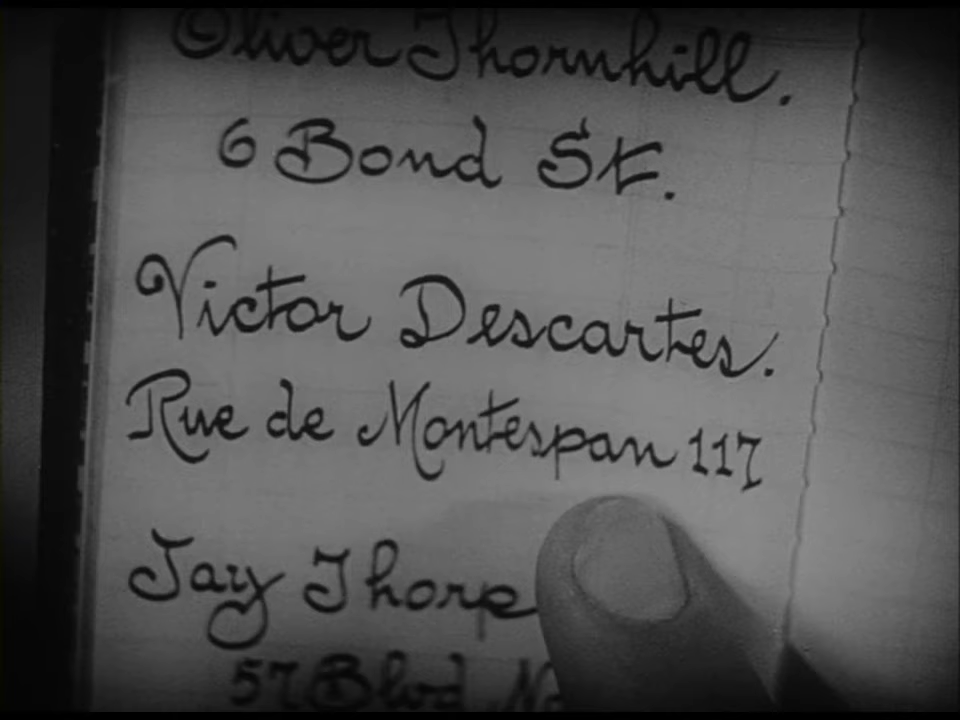 Oliver Thornhill.
6 Bond St.
Victor Descartes.
Rue de Montespan 117
Jay Thorp
57 Blvd